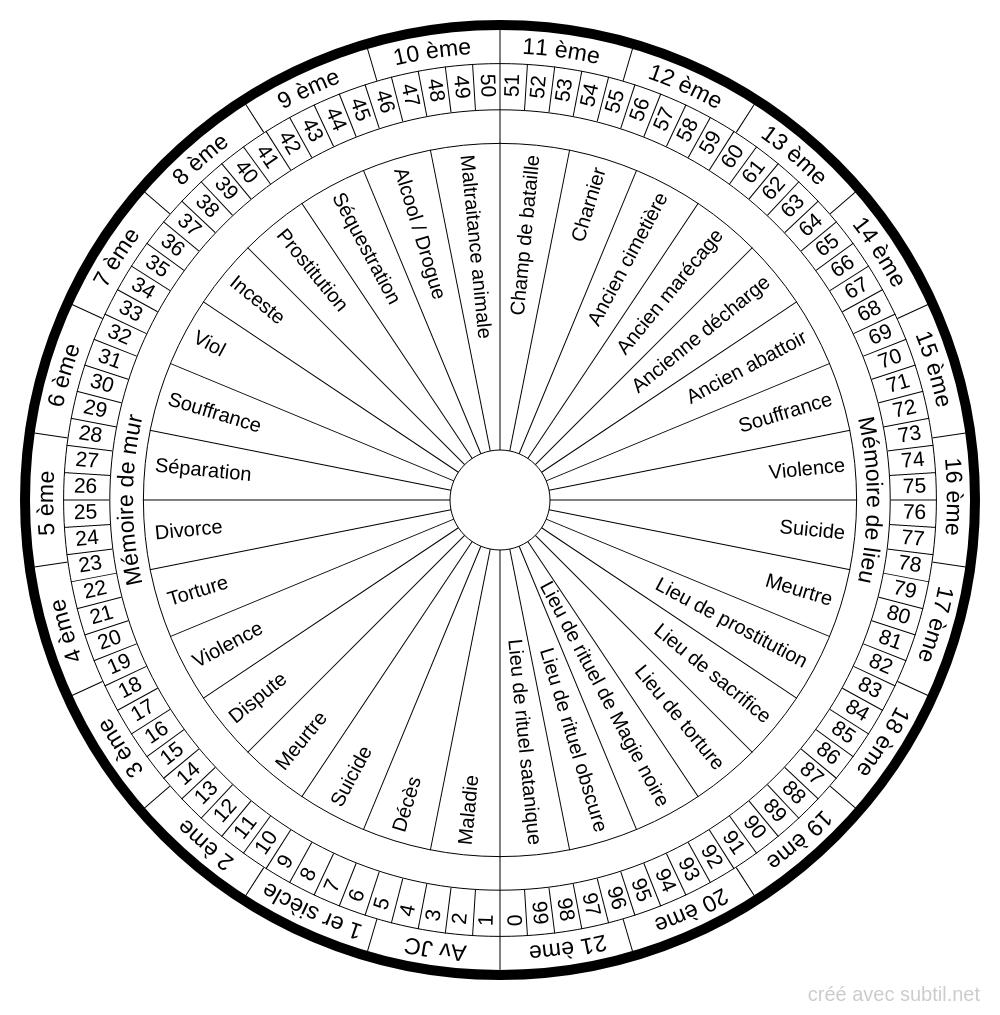 Av JC
1 er siècle
2 ème
3 ème
4 ème
5 ème
6 ème
7 ème
8 ème
9 ème
10 ème
11 ème
12 ème
13 ème
14 ème
15 ème
16 ème
17 ème
18 ème
19 ème
20 ème
21 ème
1
2
3
4
5
6
7
8
9
10
11
12
13
14
15
16
17
18
19
20
21
22
23
24
25
26
27
28
29
30
31
32
33
34
35
36
37
38
39
40
41
42
43
44
45
46
47
48
49
50
51
52
53
54
55
56
57
58
59
60
61
62
63
64
65
66
67
68
69
70
71
72
73
74
75
76
77
78
79
80
81
82
83
84
85
86
87
88
89
90
91
92
93
94
95
96
97
98
99
0
Mémoire de mur
Mémoire de lieu
Maladie
Décès
Suicide
Meurtre
Dispute
Violence
Torture
Divorce
Séparation
Souffrance
Viol
Inceste
Prostitution
Séquestration
Alcool / Drogue
Maltraitance animale
Champ de bataille
Charnier
Ancien cimetière
Ancien marécage
Ancienne décharge
Ancien abattoir
Souffrance
Violence
Suicide
Meurtre
Lieu de prostitution
Lieu de sacrifice
Lieu de torture
Lieu de rituel de Magie noire
Lieu de rituel obscure
Lieu de rituel satanique
créé avec subtil.net